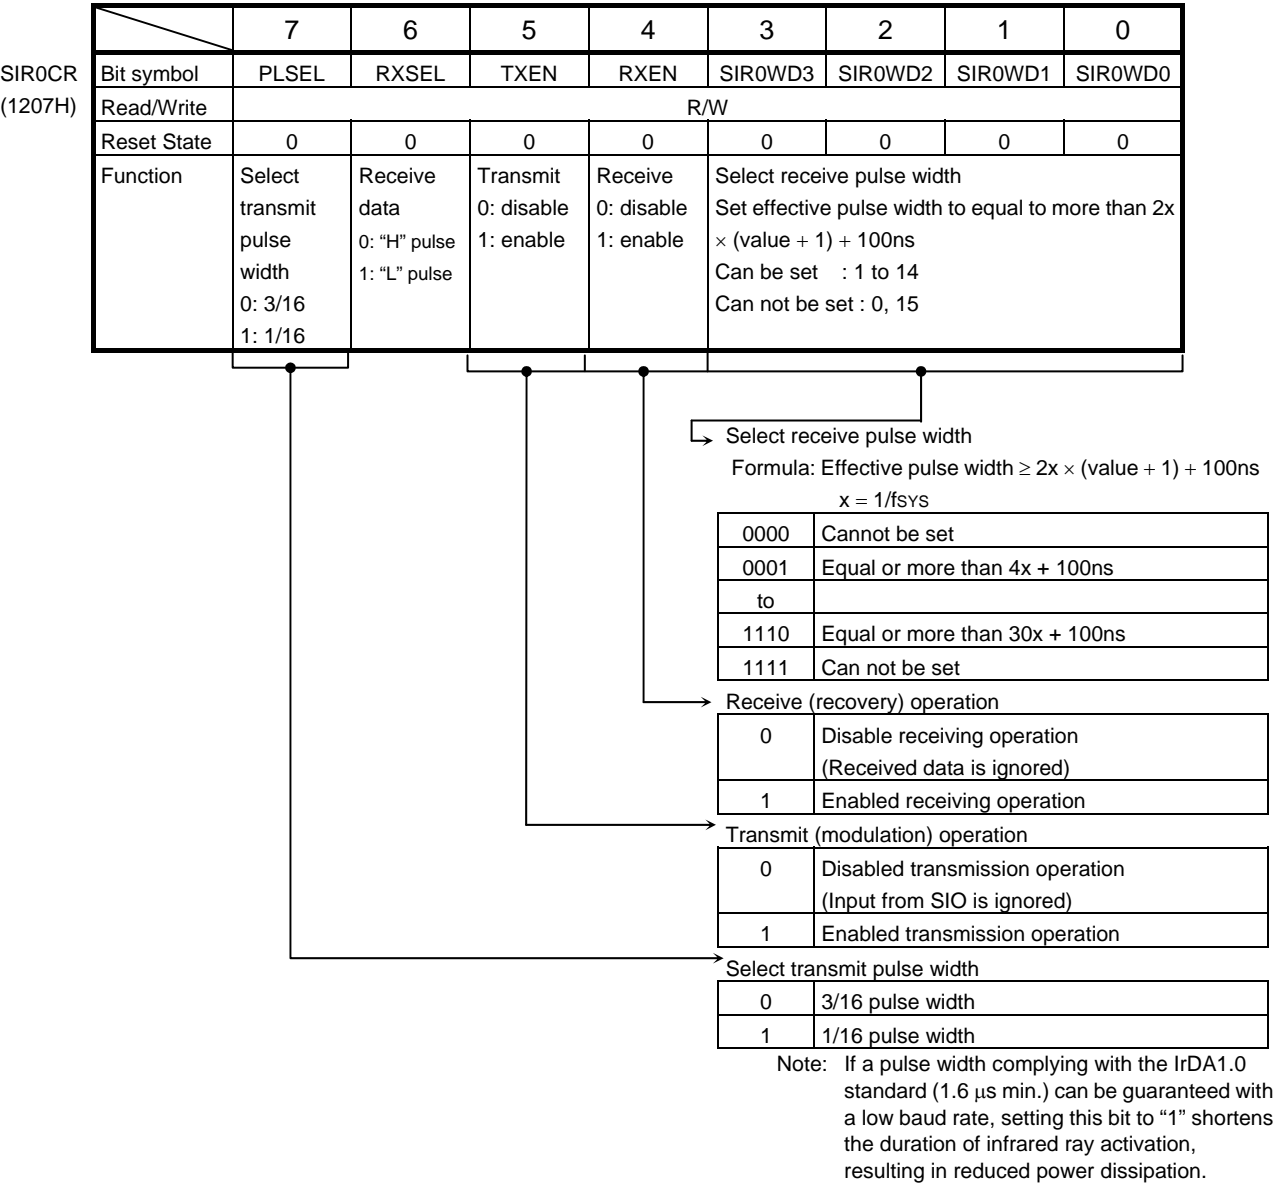 7 6 5 4 3 2 1 0
SIR0CR Bit symbol PLSEL RXSEL TXEN RXEN SIR0WD3 SIR0WD2 SIR0WD1 SIR0WD0
(1207H) Read/Write R/W
Reset State 0 0 0 0 0 0 0 0
Function Select Receive Transmit Receive Select receive pulse width
transmit data 0: disable 0: disable Set effective pulse width to equal to more than 2x
pulse 0: “H” pulse 1: enable 1: enable × (value + 1) + 100ns
width 1: “L” pulse Can be set : 1 to 14
0: 3/16 Can not be set : 0, 15
1: 1/16
Select receive pulse width
Formula: Effective pulse width ≥ 2x × (value + 1) + 100ns
x = 1/fSYS
0000 Cannot be set
0001 Equal or more than 4x + 100ns
to
1110 Equal or more than 30x + 100ns
1111 Can not be set
Receive (recovery) operation
0 Disable receiving operation
(Received data is ignored)
1 Enabled receiving operation
Transmit (modulation) operation
0 Disabled transmission operation
(Input from SIO is ignored)
1 Enabled transmission operation
Select transmit pulse width
0 3/16 pulse width
1 1/16 pulse width
Note: If a pulse width complying with the IrDA1.0
standard (1.6 μs min.) can be guaranteed with
a low baud rate, setting this bit to “1” shortens
the duration of infrared ray activation,
resulting in reduced power dissipation.